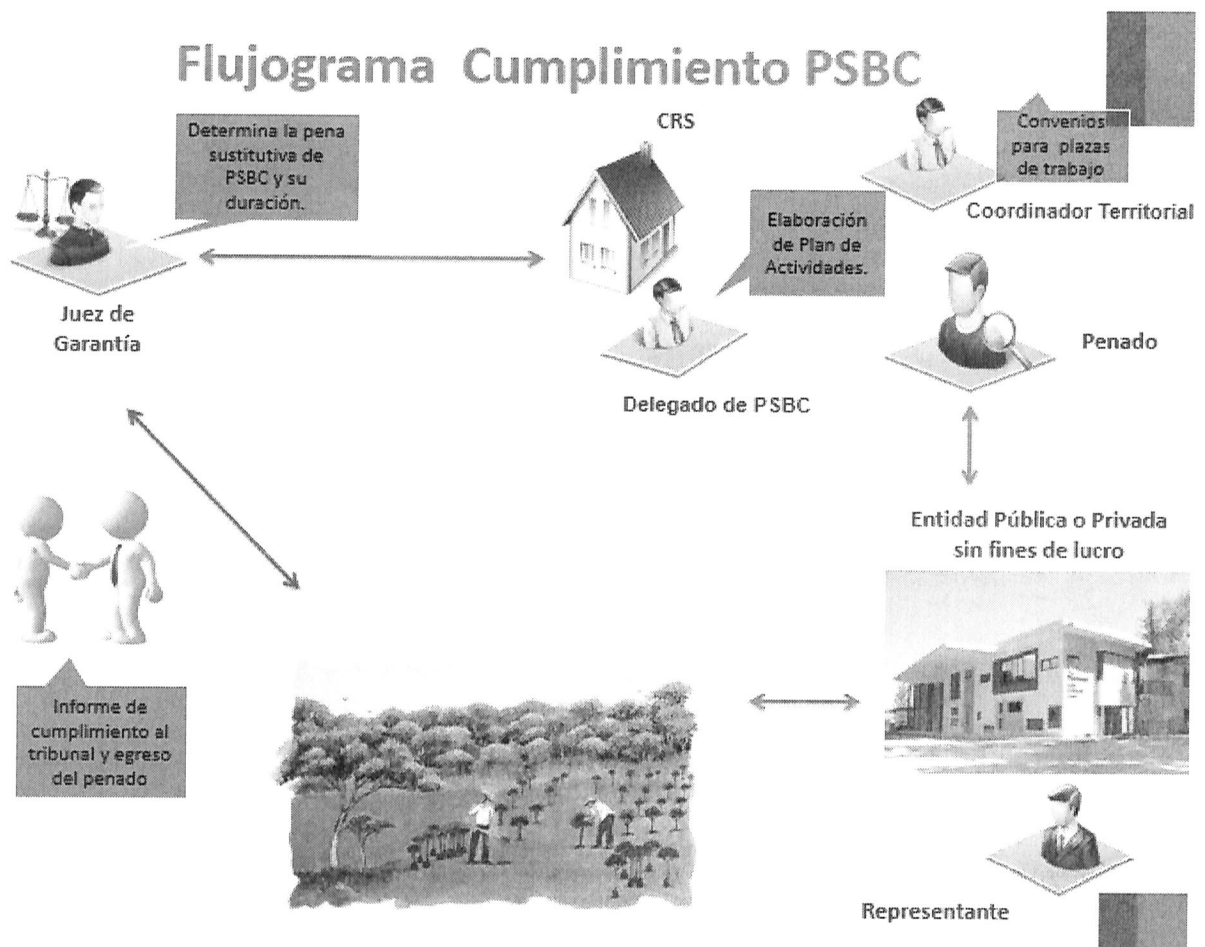 Flujograma Cumplimiento PSBC
Determina la pena
sustitutiva de
PSBC y su
duración.
Juez de
Garantía
CRS
Elaboración
de Plan de
Actividades.
Delegado de PSBC
Convenios
para plazas
de trabajo
Coordinador Territorial
Penado
Entidad Pública o Privada
sin fines de lucro
Representante
Informe de
cumplimiento al
tribunal y egreso
del penado